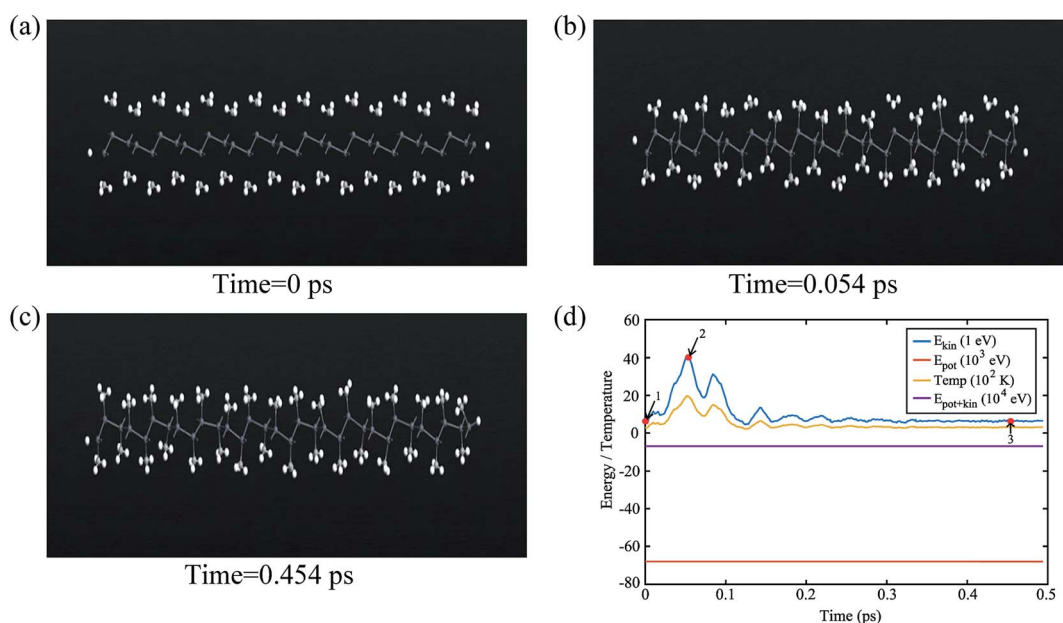 (a)
Time=0 ps
(b)
Time=0.054 ps
(c)
Time=0.454 ps
(d)
60
40
20
0
-20
-40
-60
-80
Energy / Temperature
1
2
3
E_kin (1 eV)
E_pot (10^3 eV)
Temp (10^2 K)
E_pot+kin (10^4 eV)
0
0.1
0.2
0.3
0.4
0.5
Time (ps)